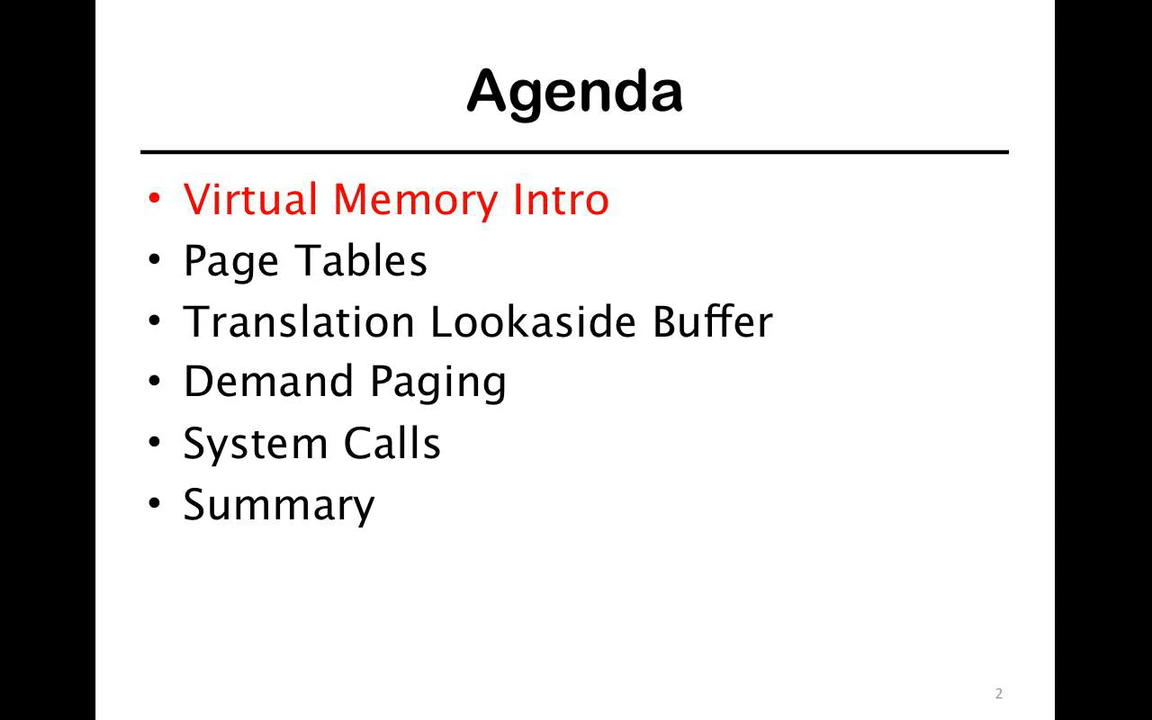 Agenda
• Virtual Memory Intro
• Page Tables
• Translation Lookaside Buffer
• Demand Paging
• System Calls
• Summary
2